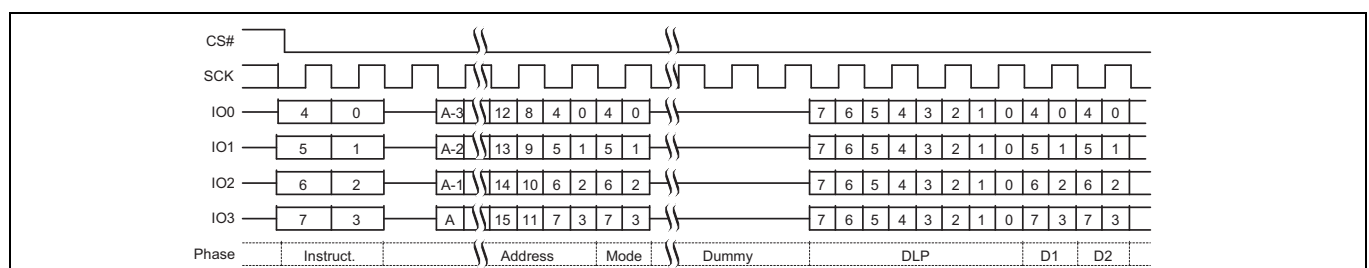 CS#
SCK
IO0 4 0 A-3 12 8 4 0 4 0 7 6 5 4 3 2 1 0 4 0 4 0
IO1 5 1 A-2 13 9 5 1 5 1 7 6 5 4 3 2 1 0 5 1 5 1
IO2 6 2 A-1 14 10 6 2 6 2 7 6 5 4 3 2 1 0 6 2 6 2
IO3 7 3 A 15 11 7 3 7 3 7 6 5 4 3 2 1 0 7 3 7 3
Phase Instruct. Address Mode Dummy DLP D1 D2